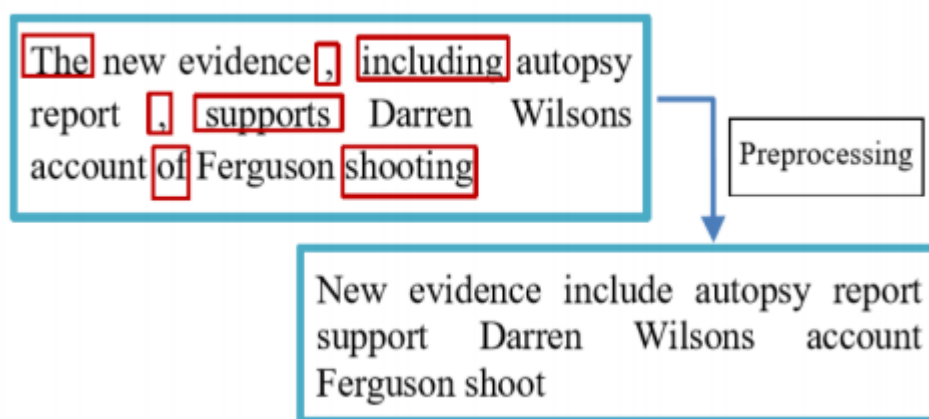 The new evidence , including autopsy
report , supports Darren Wilsons
account of Ferguson shooting
Preprocessing
New evidence include autopsy report
support Darren Wilsons account
Ferguson shoot